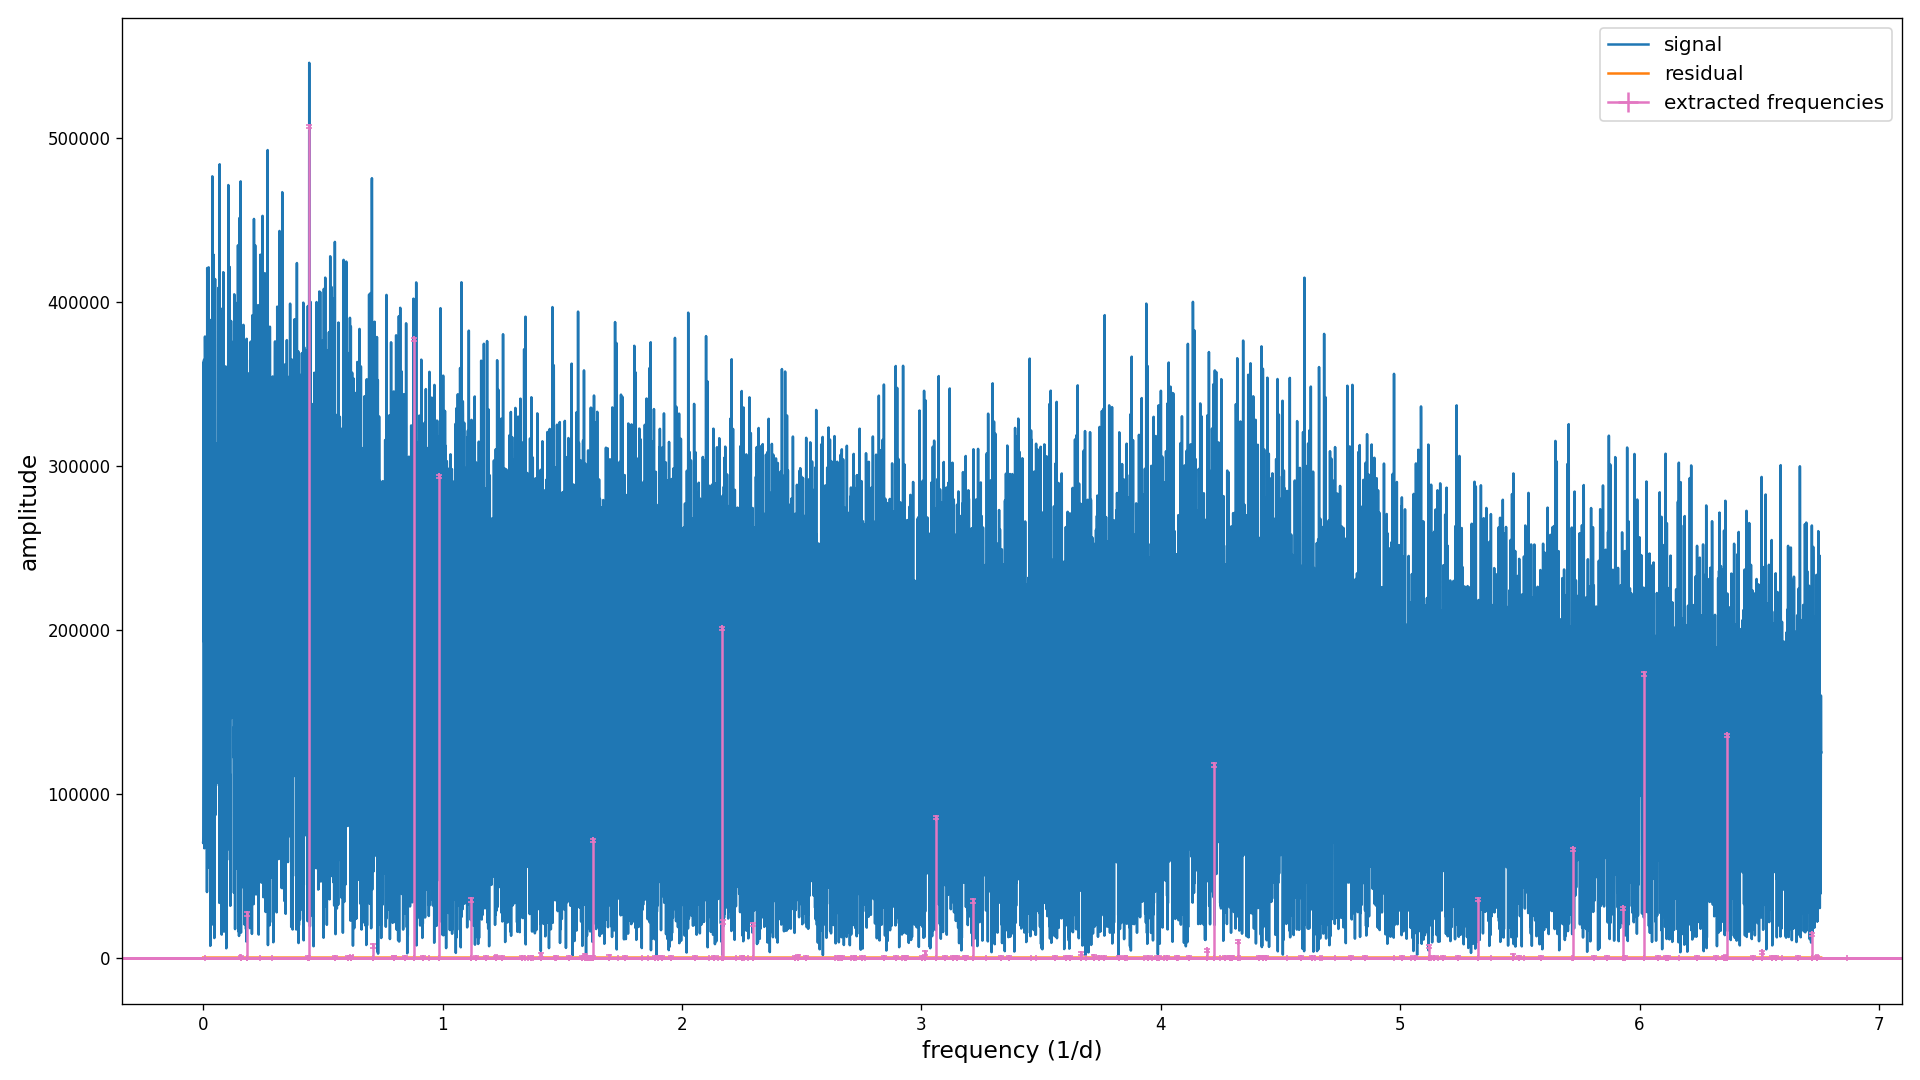 signal
residual
extracted frequencies
amplitude
500000
400000
300000
200000
100000
0
0 1 2 3 4 5 6 7
frequency (1/d)